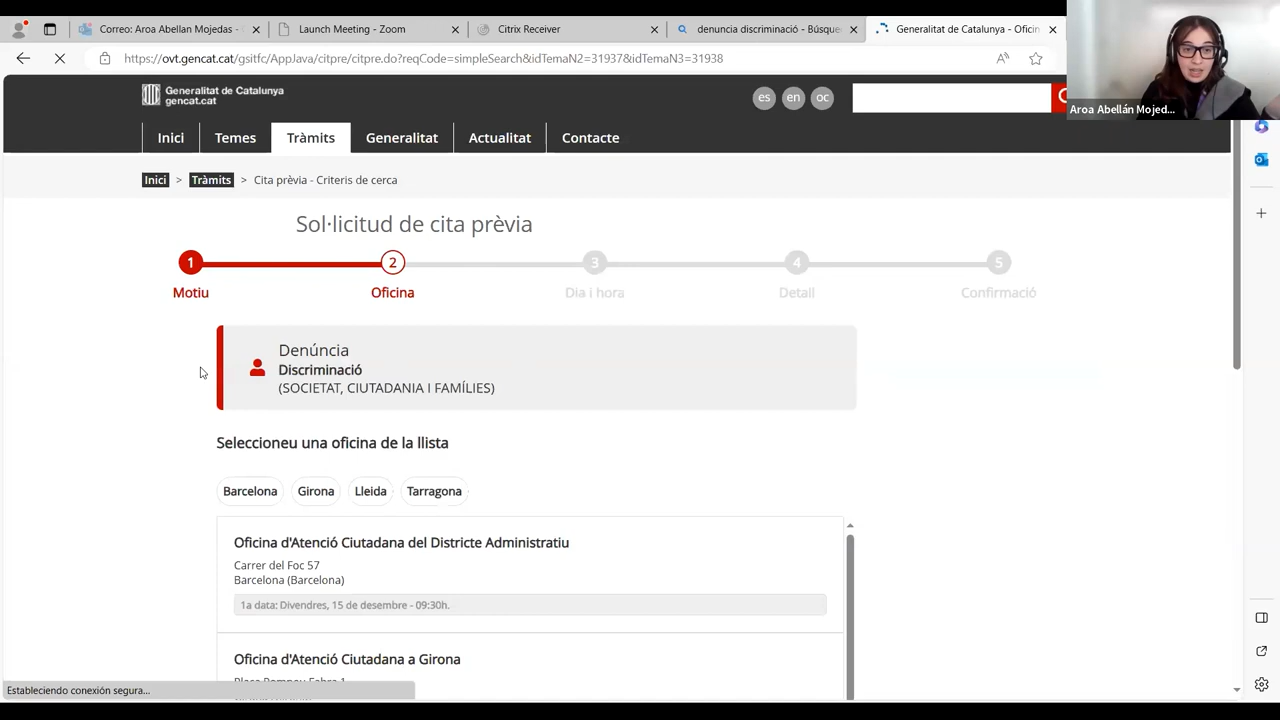 Correo: Aroa Abellan Mojedas -
Launch Meeting - Zoom
Citrix Receiver
denuncia discriminació - Búsque
Generalitat de Catalunya - Oficin
https://ovt.gencat.cat/gsitfc/AppJava/citpre/citpre.do?reqCode=simpleSearch&idTemaN2=31937&idTemaN3=31938
Aroa Abellán Mojed...
Generalitat de Catalunya
gencat.cat
es en oc
Inici Temes Tràmits Generalitat Actualitat Contacte
Inici > Tràmits > Cita prèvia - Criteris de cerca
Sol·licitud de cita prèvia
1 2 3 4 5
Motiu Oficina Dia i hora Detall Confirmació
Denúncia
Discriminació
(SOCIETAT, CIUTADANIA I FAMÍLIES)
Seleccioneu una oficina de la llista
Barcelona Girona Lleida Tarragona
Oficina d'Atenció Ciutadana del Districte Administratiu
Carrer del Foc 57
Barcelona (Barcelona)
1a data: Divendres, 15 de desembre - 09:30h.
Oficina d'Atenció Ciutadana a Girona
Plaça Pompeu Fabra 1
Estableciendo conexión segura...